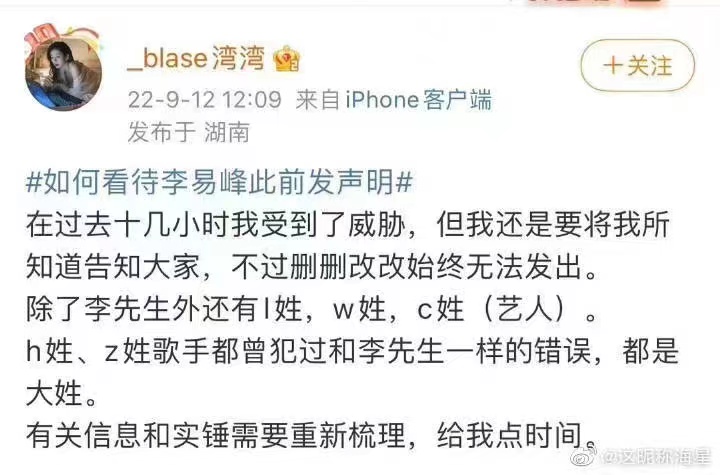 _blase湾湾
+关注
22-9-12 12:09 来自 iPhone客户端
发布于 湖南
#如何看待李易峰此前发声明#
在过去十几小时我受到了威胁，但我还是要将我所
知道告知大家，不过删删改改始终无法发出。
除了李先生外还有l姓，w姓，c姓（艺人）。
h姓、z姓歌手都曾犯过和李先生一样的错误，都是
大姓。
有关信息和实锤需要重新梳理，给我点时间。
@这昵称海星